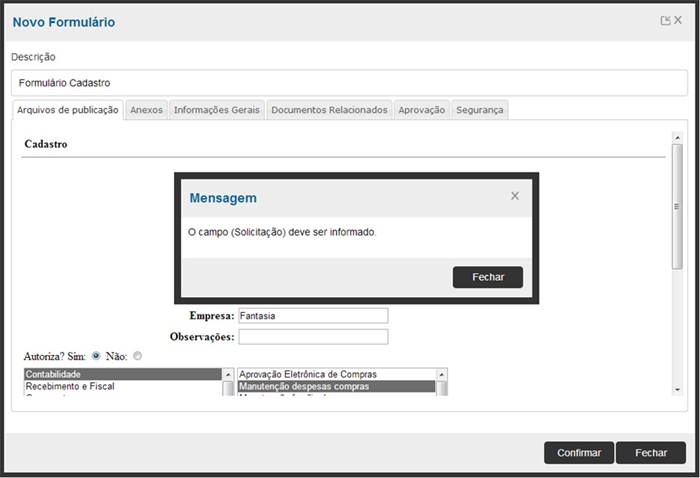 Novo Formulário
Descrição
Formulário Cadastro
Arquivos de publicação Anexos Informações Gerais Documentos Relacionados Aprovação Segurança
Cadastro
Mensagem
O campo (Solicitação) deve ser informado.
Fechar
Empresa: Fantasia
Observações:
Autoriza? Sim: Não:
Contabilidade Aprovação Eletrônica de Compras
Recebimento e Fiscal Manutenção despesas compras
Confirmar Fechar